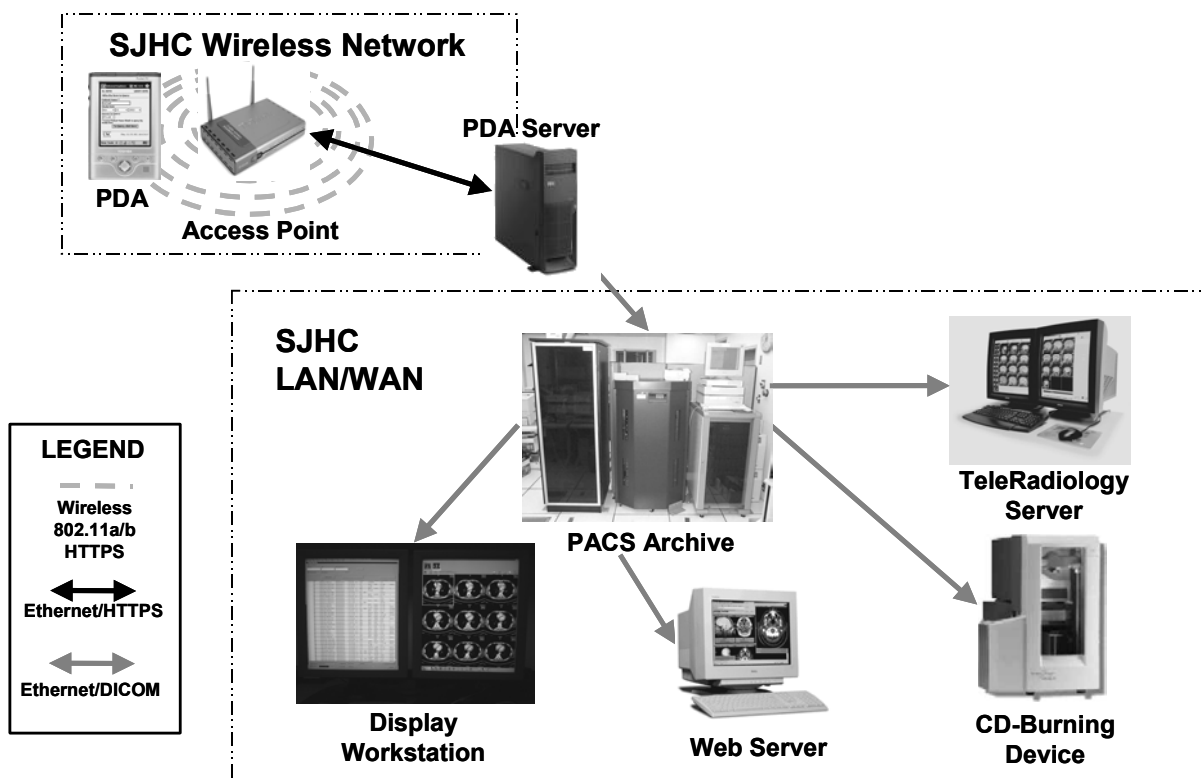 SJHC Wireless Network
PDA Server
PDA
Access Point
SJHC
LAN/WAN
LEGEND
Wireless
802.11a/b
HTTPS
Ethernet/HTTPS
Ethernet/DICOM
PACS Archive
TeleRadiology
Server
Display
Workstation
Web Server
CD-Burning
Device